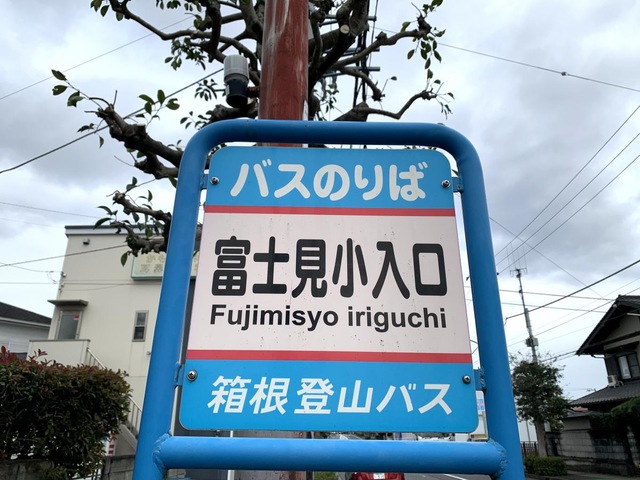 バスのりば
富士見小入口
Fujimisyo iriguchi
箱根登山バス